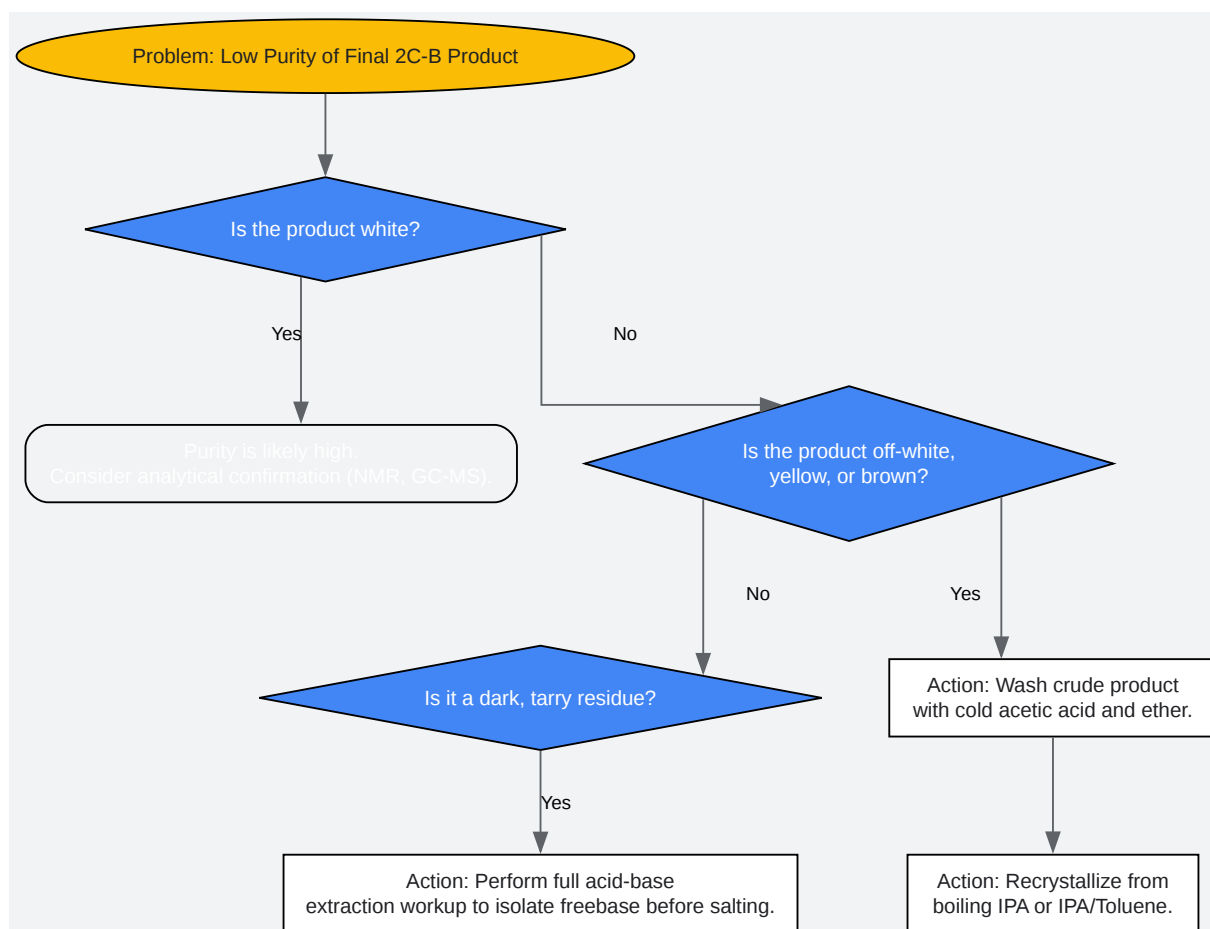 Problem: Low Purity of Final 2C-B Product
Is the product white?
Yes
No
Purity is likely high.
Consider analytical confirmation (NMR, GC-MS).
Is the product off-white,
yellow, or brown?
No
Yes
Is it a dark, tarry residue?
Action: Wash crude product
with cold acetic acid and ether.
Yes
Action: Perform full acid-base
extraction workup to isolate freebase before salting.
Action: Recrystallize from
boiling IPA or IPA/Toluene.